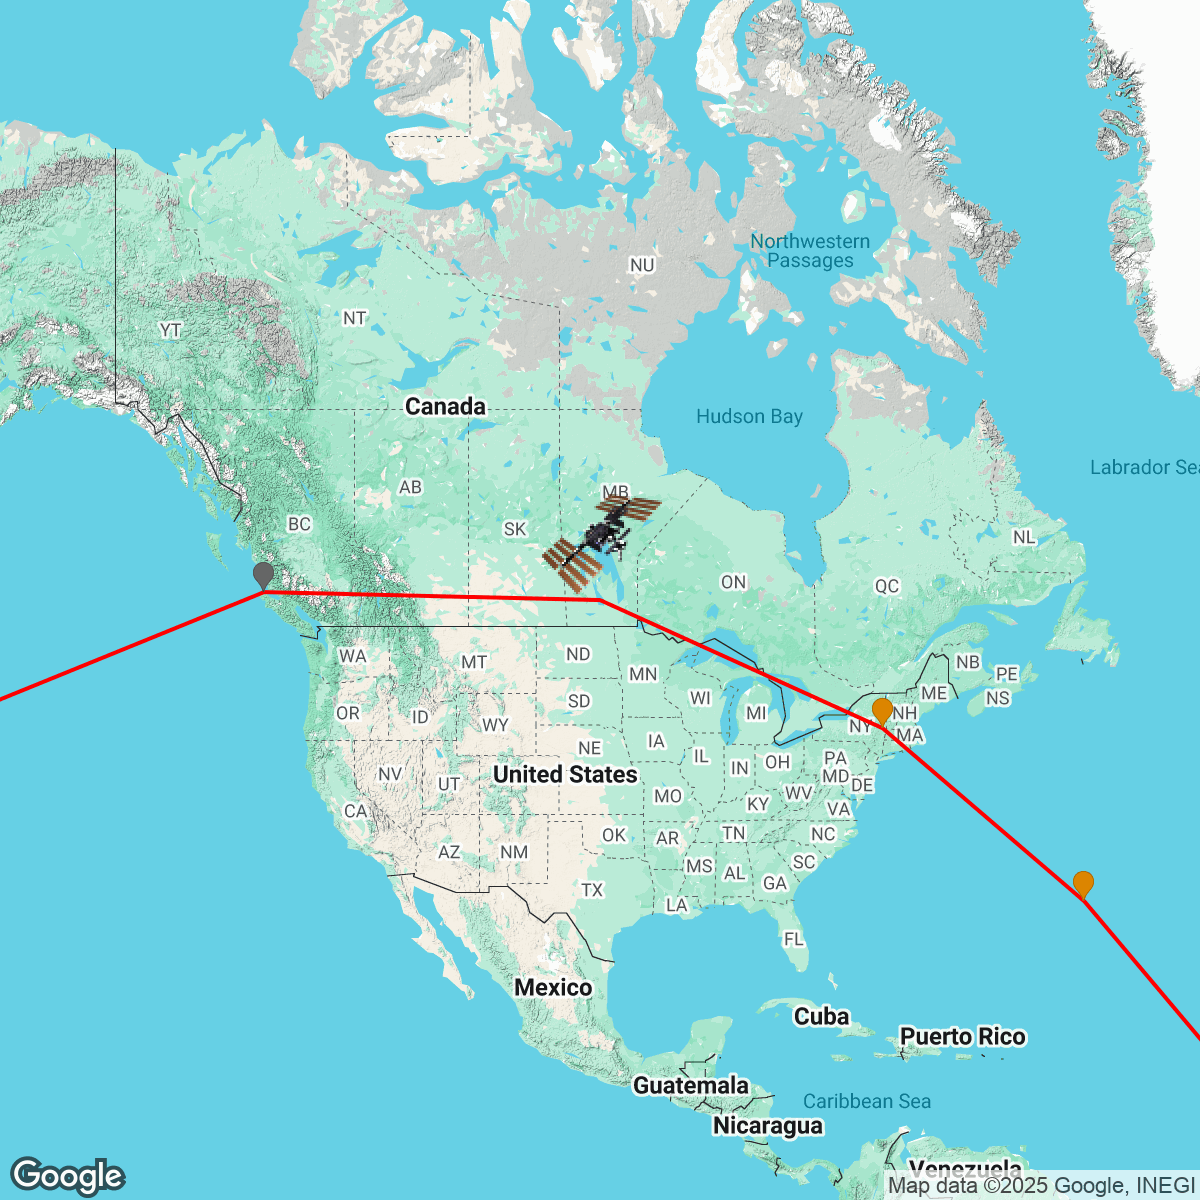 NU
Northwestern
Passages
NT
YT
Canada
Hudson Bay
Labrador Sea
AB
MB
BC
SK
NL
ON
QC
WA
MT
ND
NB
MN
PE
ME
NS
OR
ID
WY
SD
WI
MI
NH
NY
MA
NE
IA
IL
IN
OH
PA
NV
UT
United States
MD
DE
MO
KY
WV
VA
CA
OK
AR
TN
NC
AZ
NM
MS
AL
SC
GA
TX
LA
FL
Mexico
Cuba
Puerto Rico
Guatemala
Caribbean Sea
Nicaragua
Venezuela
Google
Map data ©2025 Google, INEGI